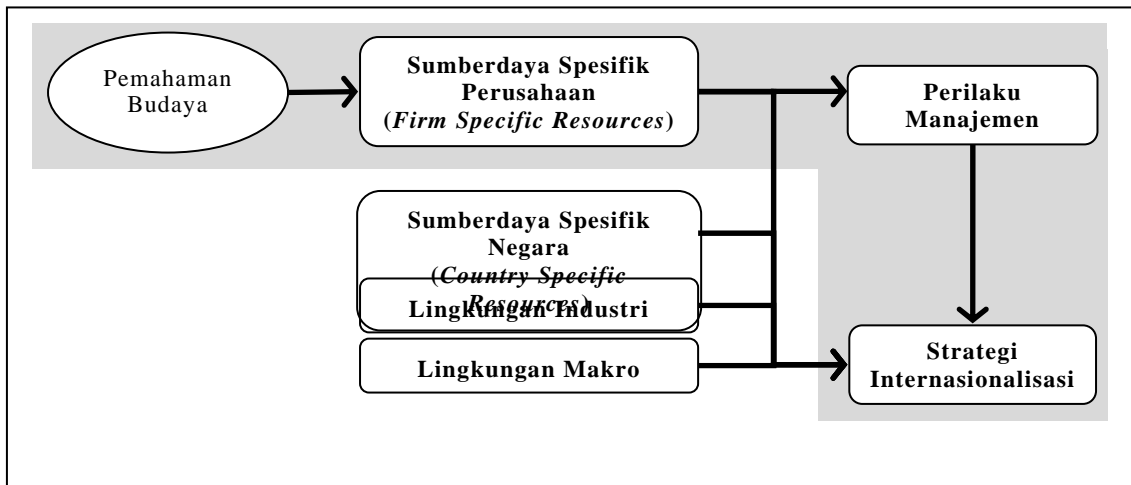 Pemahaman
Budaya
Sumberdaya Spesifik
Perusahaan
(Firm Specific Resources)
Perilaku
Manajemen
Sumberdaya Spesifik
Negara
(Country Specific
Resources)
Lingkungan Industri
Lingkungan Makro
Strategi
Internasionalisasi